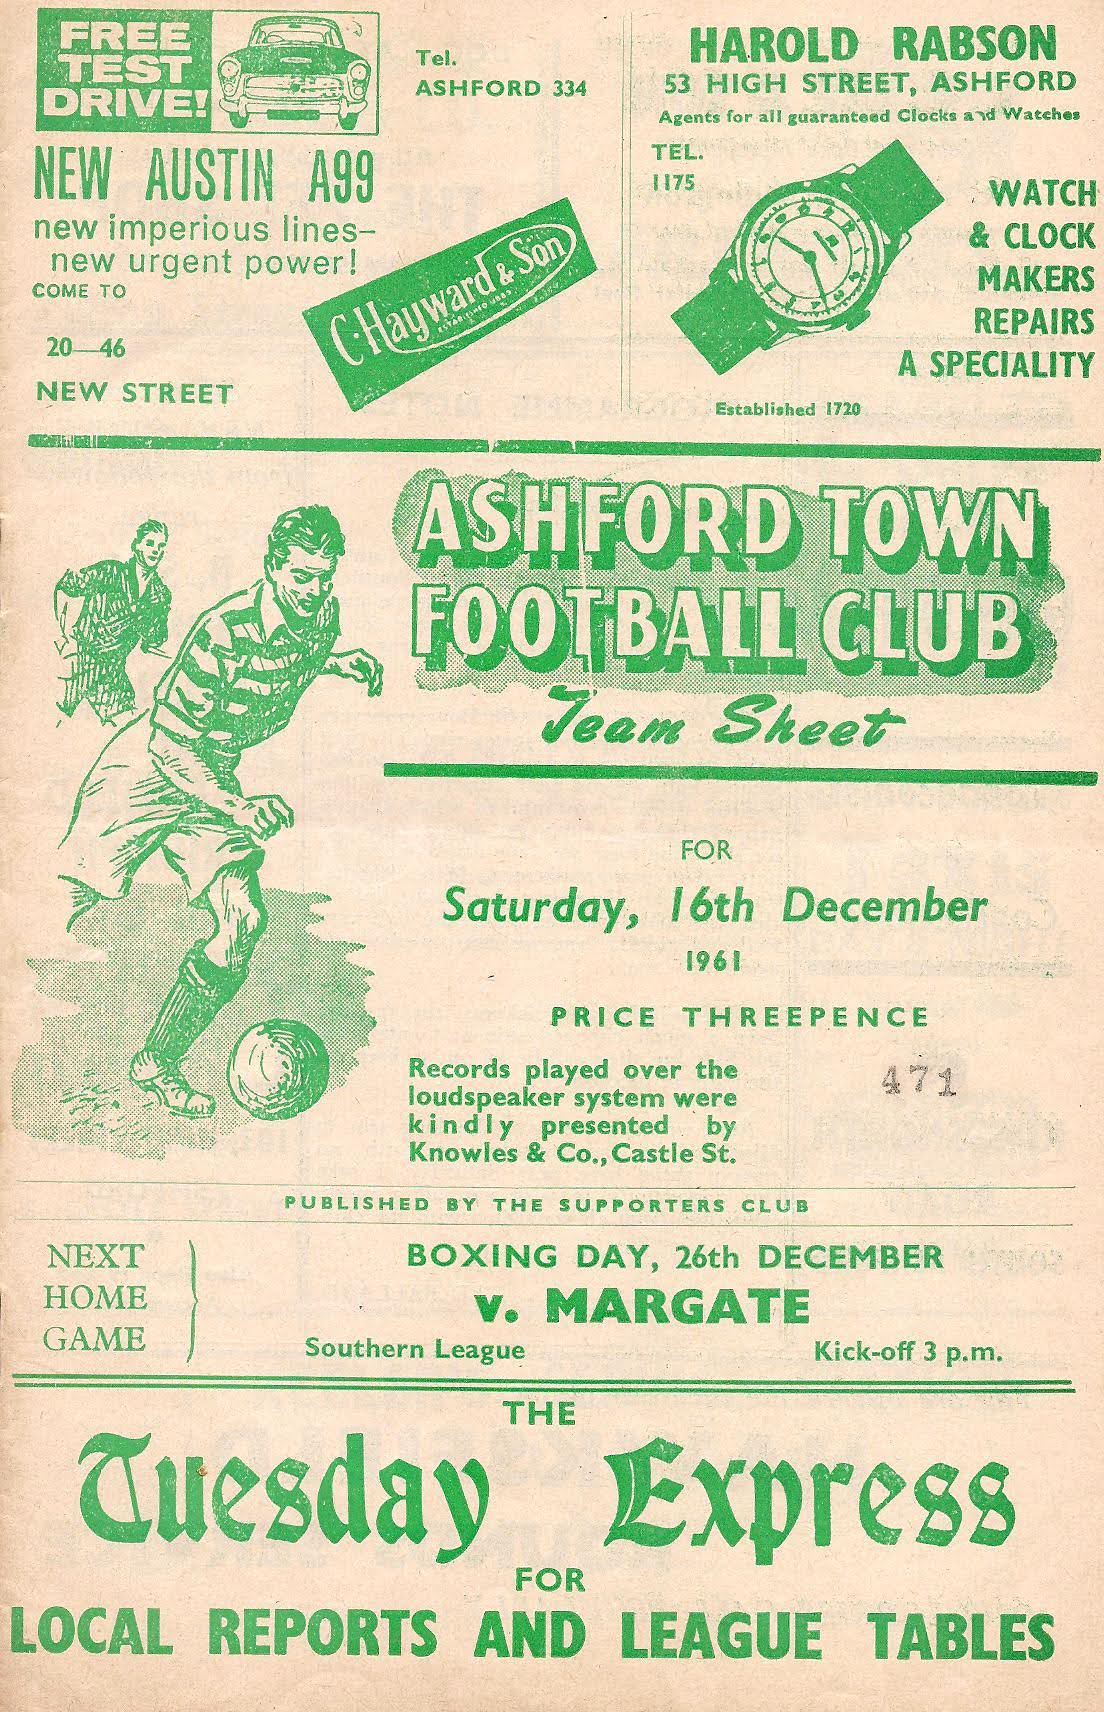 FREE
TEST
DRIVE!
NEW AUSTIN A99
new imperious lines–
new urgent power!
COME TO
20—46
NEW STREET
Tel.
ASHFORD 334
C. Hayward & Son
HAROLD RABSON
53 HIGH STREET, ASHFORD
Agents for all guaranteed Clocks and Watches
TEL.
1175
WATCH
& CLOCK
MAKERS
REPAIRS
A SPECIALITY
Established 1720
ASHFORD TOWN
FOOTBALL CLUB
Team Sheet
FOR
Saturday, 16th December
1961
PRICE THREEPENCE
Records played over the
loudspeaker system were
kindly presented by
Knowles & Co., Castle St.
471
PUBLISHED BY THE SUPPORTERS CLUB
NEXT
HOME
GAME
BOXING DAY, 26th DECEMBER
v. MARGATE
Southern League
Kick-off 3 p.m.
THE
Tuesday Express
FOR
LOCAL REPORTS AND LEAGUE TABLES